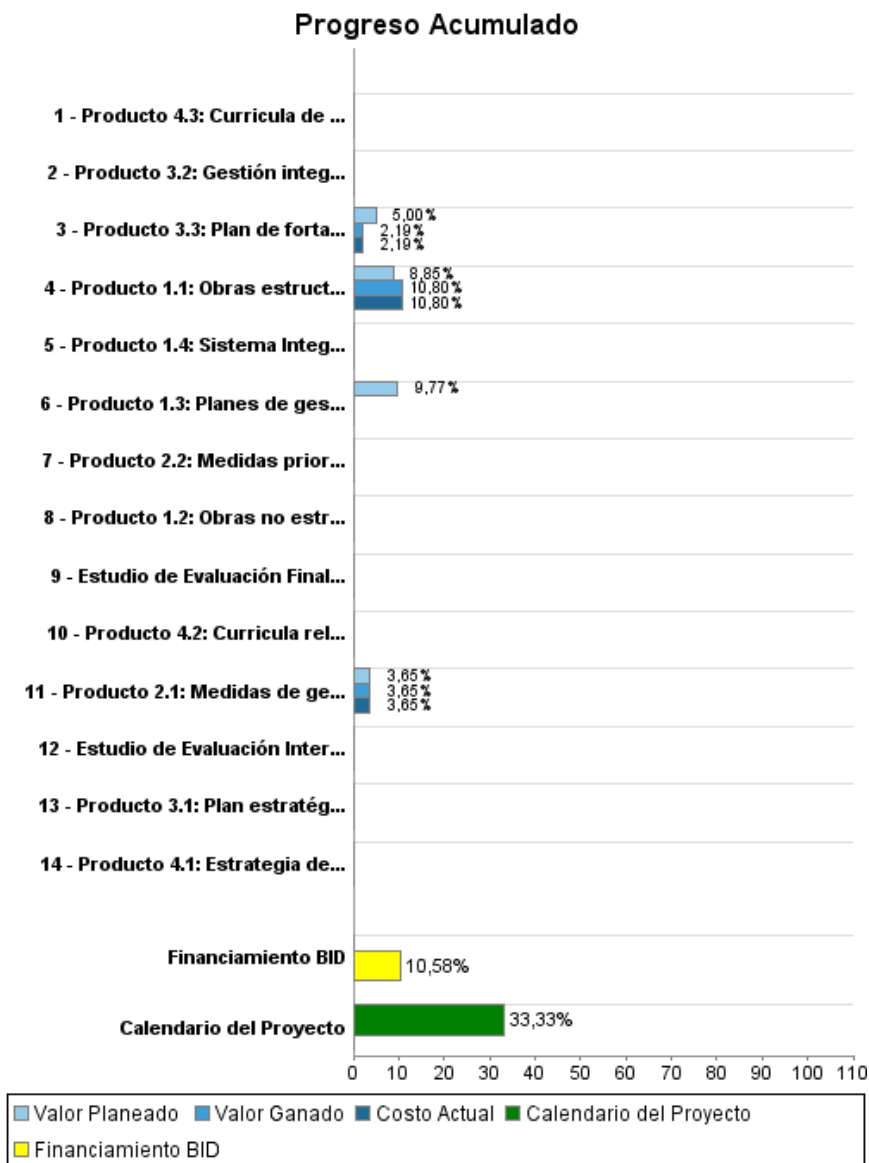 Progreso Acumulado
1 - Producto 4.3: Curricula de ...
2 - Producto 3.2: Gestión integ...
3 - Producto 3.3: Plan de forta...
5,00%
2,19%
2,19%
4 - Producto 1.1: Obras estruct...
8,85%
10,80%
10,80%
5 - Producto 1.4: Sistema Integ...
6 - Producto 1.3: Planes de ges...
9,77%
7 - Producto 2.2: Medidas prior...
8 - Producto 1.2: Obras no estr...
9 - Estudio de Evaluación Final...
10 - Producto 4.2: Curricula rel...
11 - Producto 2.1: Medidas de ge...
3,65%
3,65%
3,65%
12 - Estudio de Evaluación Inter...
13 - Producto 3.1: Plan estratég...
14 - Producto 4.1: Estrategia de...
Financiamiento BID
10,58%
Calendario del Proyecto
33,33%
0 10 20 30 40 50 60 70 80 90 100 110
Valor Planeado Valor Ganado Costo Actual Calendario del Proyecto
Financiamiento BID